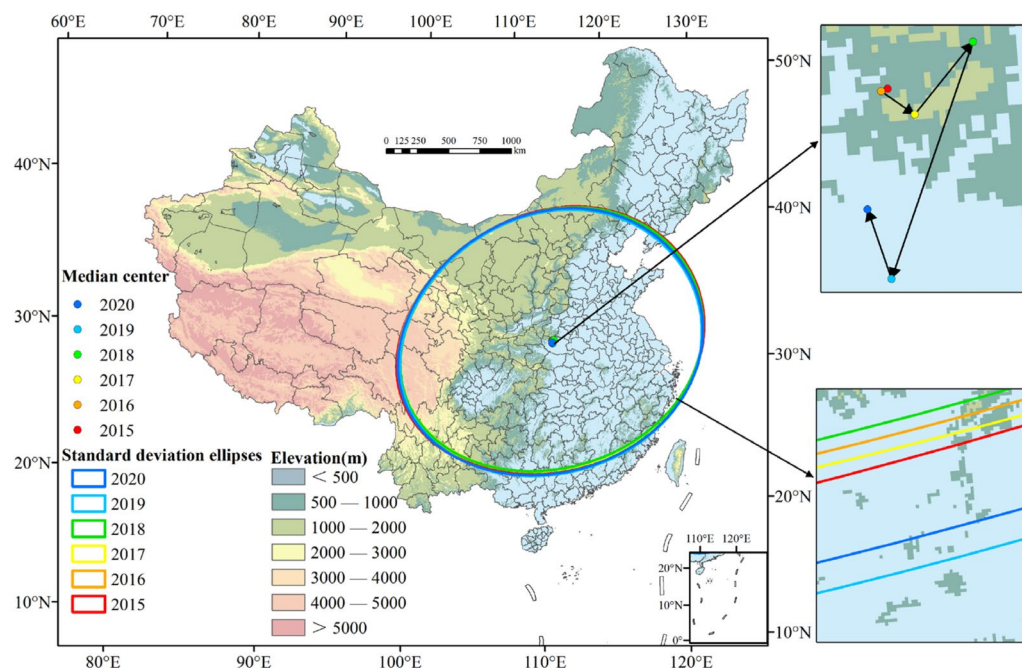 60°E 70°E 80°E 90°E 100°E 110°E 120°E 130°E
50°N
40°N
40°N
30°N
30°N
20°N
20°N
10°N
10°N
80°E 90°E 100°E 110°E 120°E
0 125 250 500 750 1000
km
Median center
2020
2019
2018
2017
2016
2015
Standard deviation ellipses
2020
2019
2018
2017
2016
2015
Elevation(m)
< 500
500 — 1000
1000 — 2000
2000 — 3000
3000 — 4000
4000 — 5000
> 5000
110°E 120°E
20°N
10°N
0°